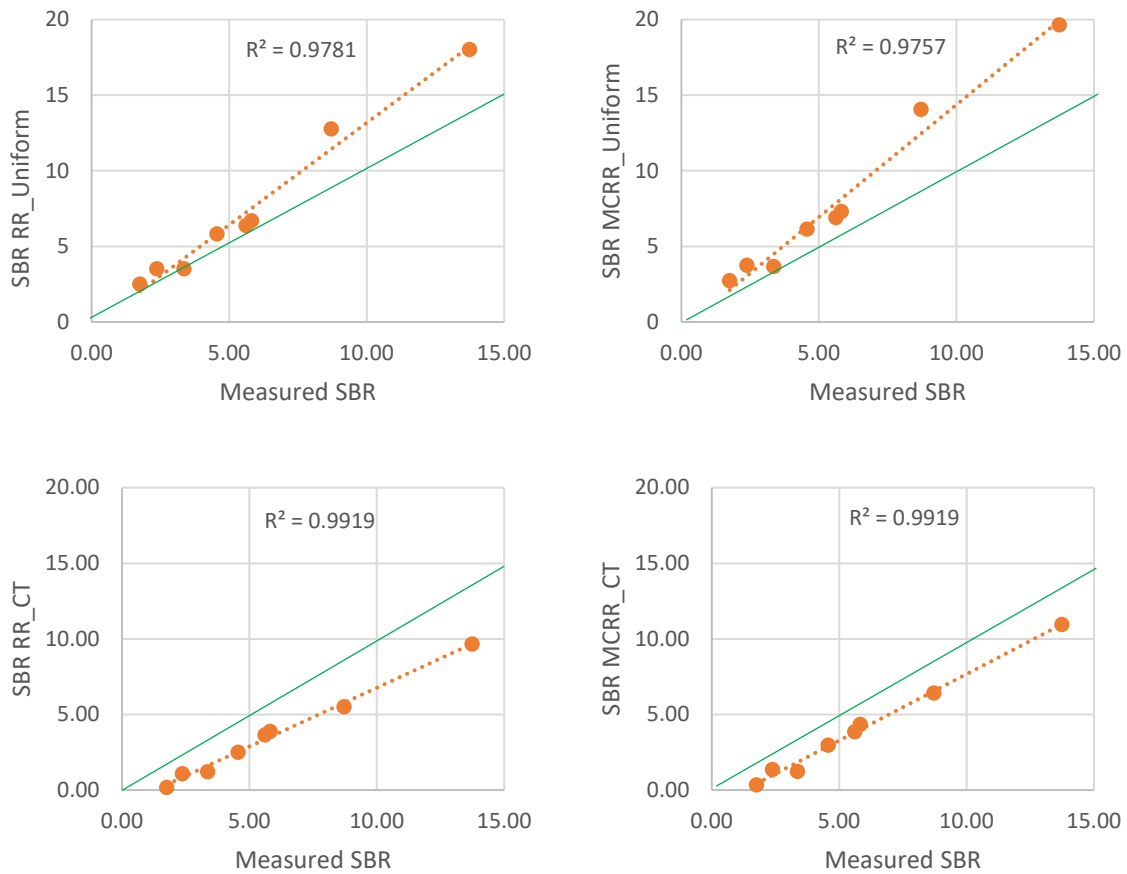 R² = 0.9781
SBR RR_Uniform
20
15
10
5
0
0.00 5.00 10.00 15.00
Measured SBR
R² = 0.9757
SBR MCRR_Uniform
20
15
10
5
0
0.00 5.00 10.00 15.00
Measured SBR
R² = 0.9919
SBR RR_CT
20.00
15.00
10.00
5.00
0.00
0.00 5.00 10.00 15.00
Measured SBR
R² = 0.9919
SBR MCRR_CT
20.00
15.00
10.00
5.00
0.00
0.00 5.00 10.00 15.00
Measured SBR